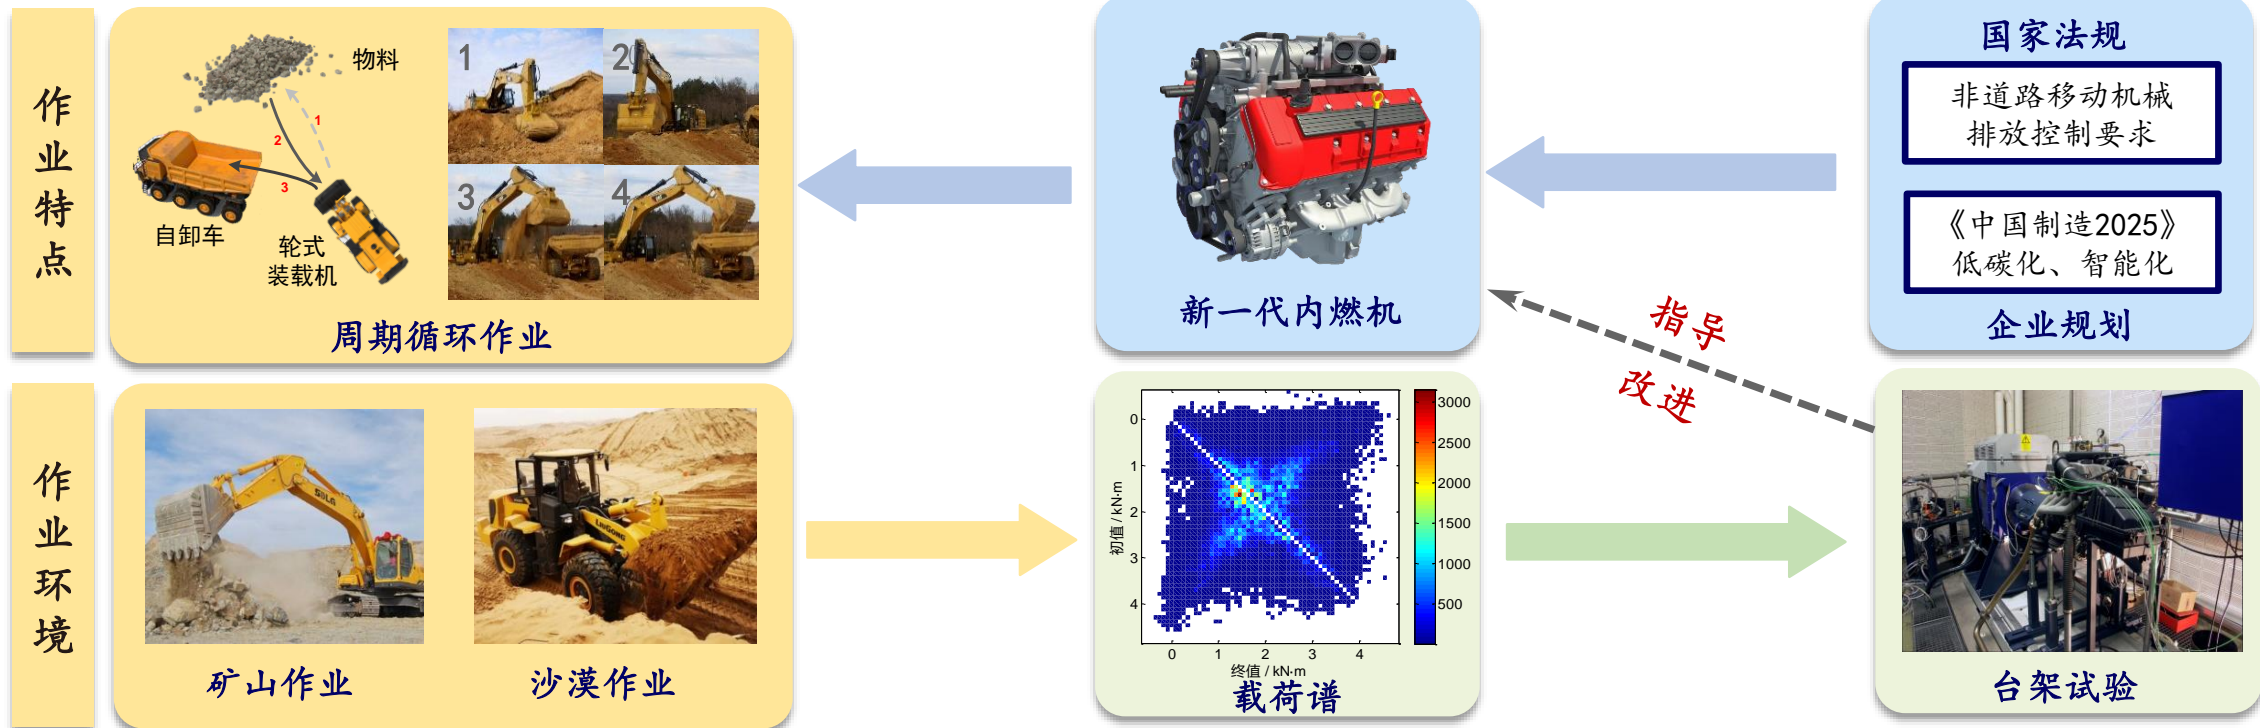 作业特点
物料
1
2
3
自卸车
轮式
装载机
1
2
3
4
周期循环作业
新一代内燃机
国家法规
非道路移动机械
排放控制要求
《中国制造2025》
低碳化、智能化
企业规划
指导
改进
作业环境
SDLG
LIUGONG
矿山作业
沙漠作业
0
1
2
3
4
初值 / kN·m
0 1 2 3 4
终值 / kN·m
3000
2500
2000
1500
1000
500
载荷谱
台架试验